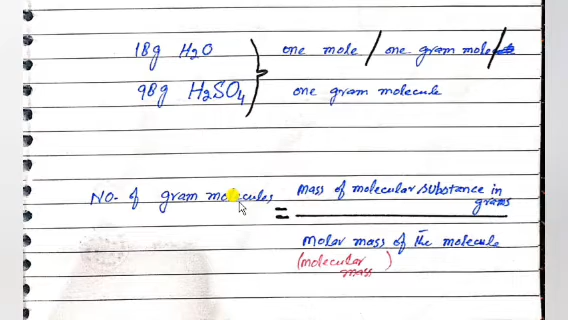 18g H2O } one mole / one gram mole /
98g H2SO4 one gram molecule
No. of gram molecules = mass of molecular substance in grams
molar mass of the molecule
(molecular mass)